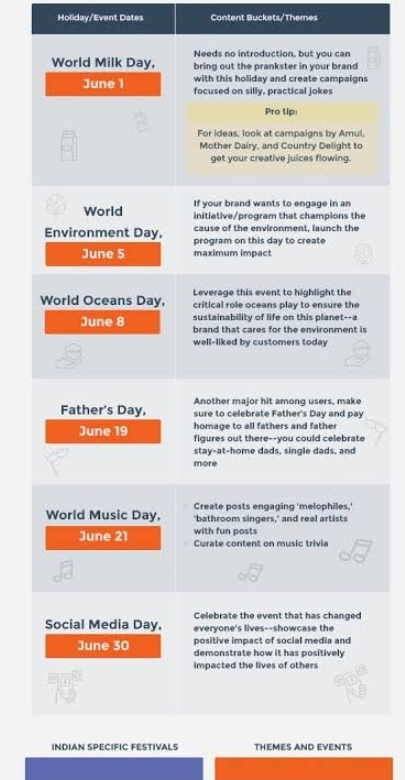 Holiday/Event Dates
Content Buckets/Themes
World Milk Day,
June 1
Needs no introduction, but you can
bring out the prankster in your brand
with this holiday and create campaigns
focused on silly, practical jokes
Pro tip:
For ideas, look at campaigns by Amul,
Mother Dairy, and Country Delight to
get your creative juices flowing.
World
Environment Day,
June 5
If your brand wants to engage in an
initiative/program that champions the
cause of the environment, launch the
program on this day to create
maximum impact
World Oceans Day,
June 8
Leverage this event to highlight the
critical role oceans play to ensure the
sustainability of life on this planet--a
brand that cares for the environment is
well-liked by customers today
Father's Day,
June 19
Another major hit among users, make
sure to celebrate Father's Day and pay
homage to all fathers and father
figures out there--you could celebrate
stay-at-home dads, single dads, and
more
World Music Day,
June 21
Create posts engaging 'melophiles,'
'bathroom singers,' and real artists
with fun posts
Curate content on music trivia
Social Media Day,
June 30
Celebrate the event that has changed
everyone's lives--showcase the
positive impact of social media and
demonstrate how it has positively
impacted the lives of others
INDIAN SPECIFIC FESTIVALS
THEMES AND EVENTS